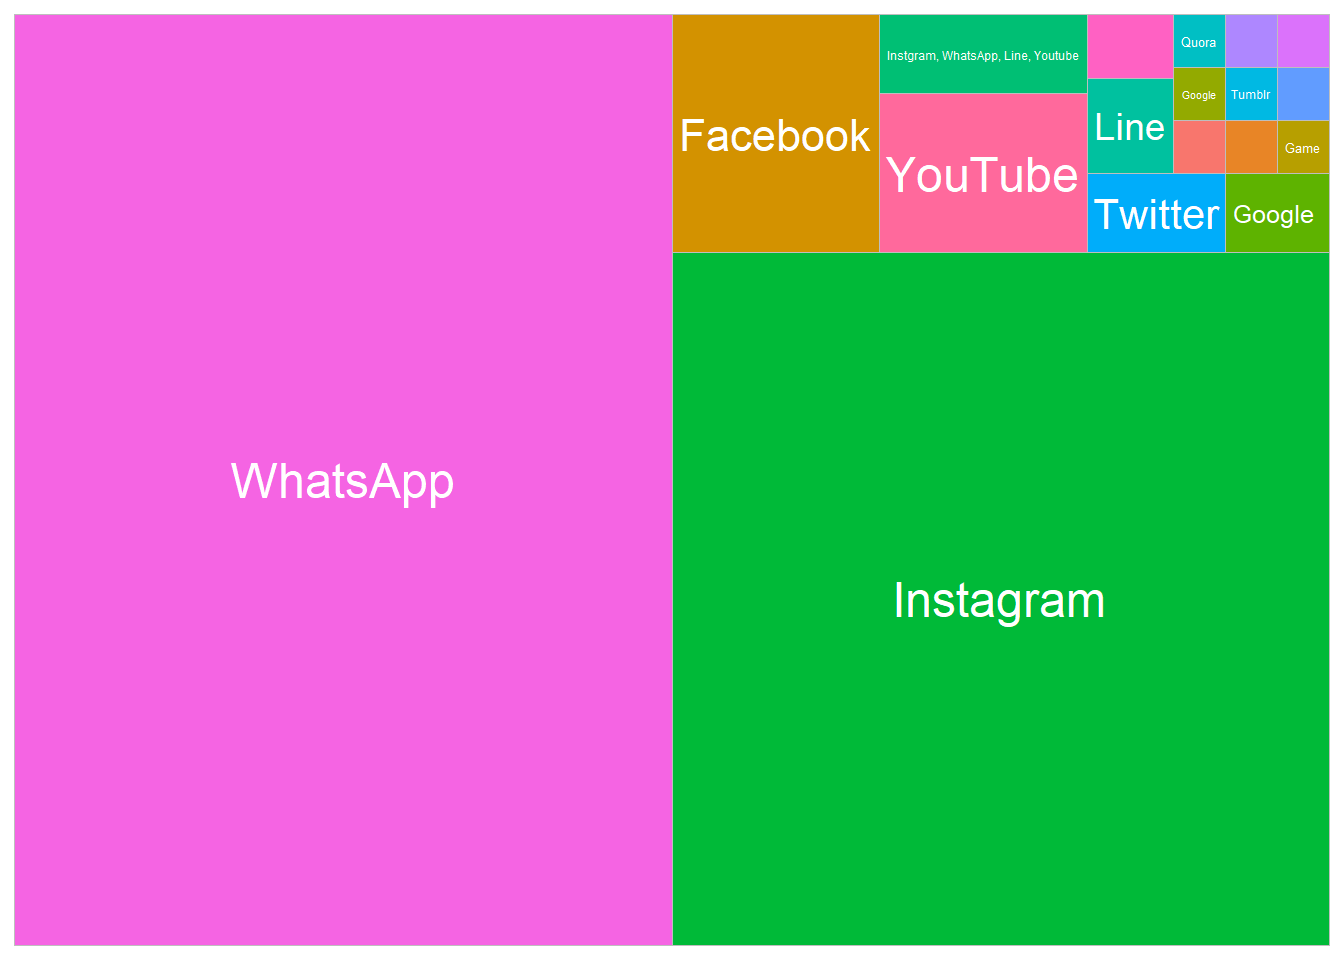 WhatsApp
Facebook
Instgram, WhatsApp, Line, Youtube
YouTube
Line
Twitter
Quora
Google
Tumblr
Game
Google
Instagram